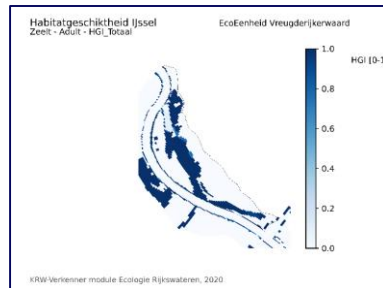 Habitatgeschiktheid IJssel
Zeelt - Adult - HGI_Totaal
EcoEenheid Vreugderijkerwaard
HGI [0-1
1.0
0.8
0.6
0.4
0.2
0.0
KRW-Verkenner module Ecologie Rijkswateren, 2020